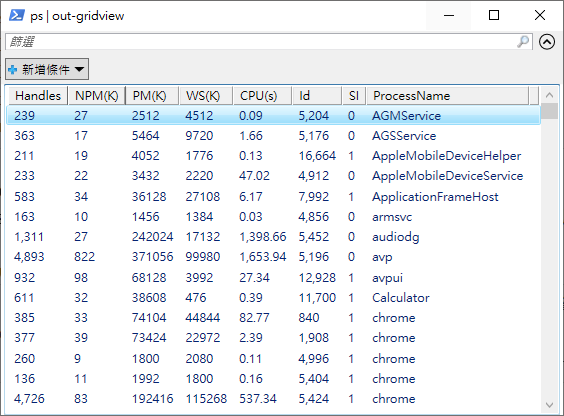 ps | out-gridview
篩選
新增條件
Handles NPM(K) PM(K) WS(K) CPU(s) Id SI ProcessName
239 27 2512 4512 0.09 5,204 0 AGMService
363 17 5464 9720 1.66 5,176 0 AGSService
211 19 4052 1776 0.13 16,664 1 AppleMobileDeviceHelper
233 22 3432 2220 47.02 4,912 0 AppleMobileDeviceService
583 34 36128 27108 6.17 7,992 1 ApplicationFrameHost
163 10 1456 1384 0.03 4,856 0 armsvc
1,311 27 242024 17132 1,398.66 5,452 0 audiodg
4,893 822 371056 99980 1,653.94 5,196 0 avp
932 98 68128 3992 27.34 12,928 1 avpui
611 32 38608 476 0.39 11,700 1 Calculator
385 33 74104 44844 82.77 840 1 chrome
377 39 73424 22972 2.39 1,908 1 chrome
260 9 1800 2080 0.11 4,996 1 chrome
136 11 1992 1800 0.16 5,404 1 chrome
4,726 83 192416 115268 537.34 5,424 1 chrome